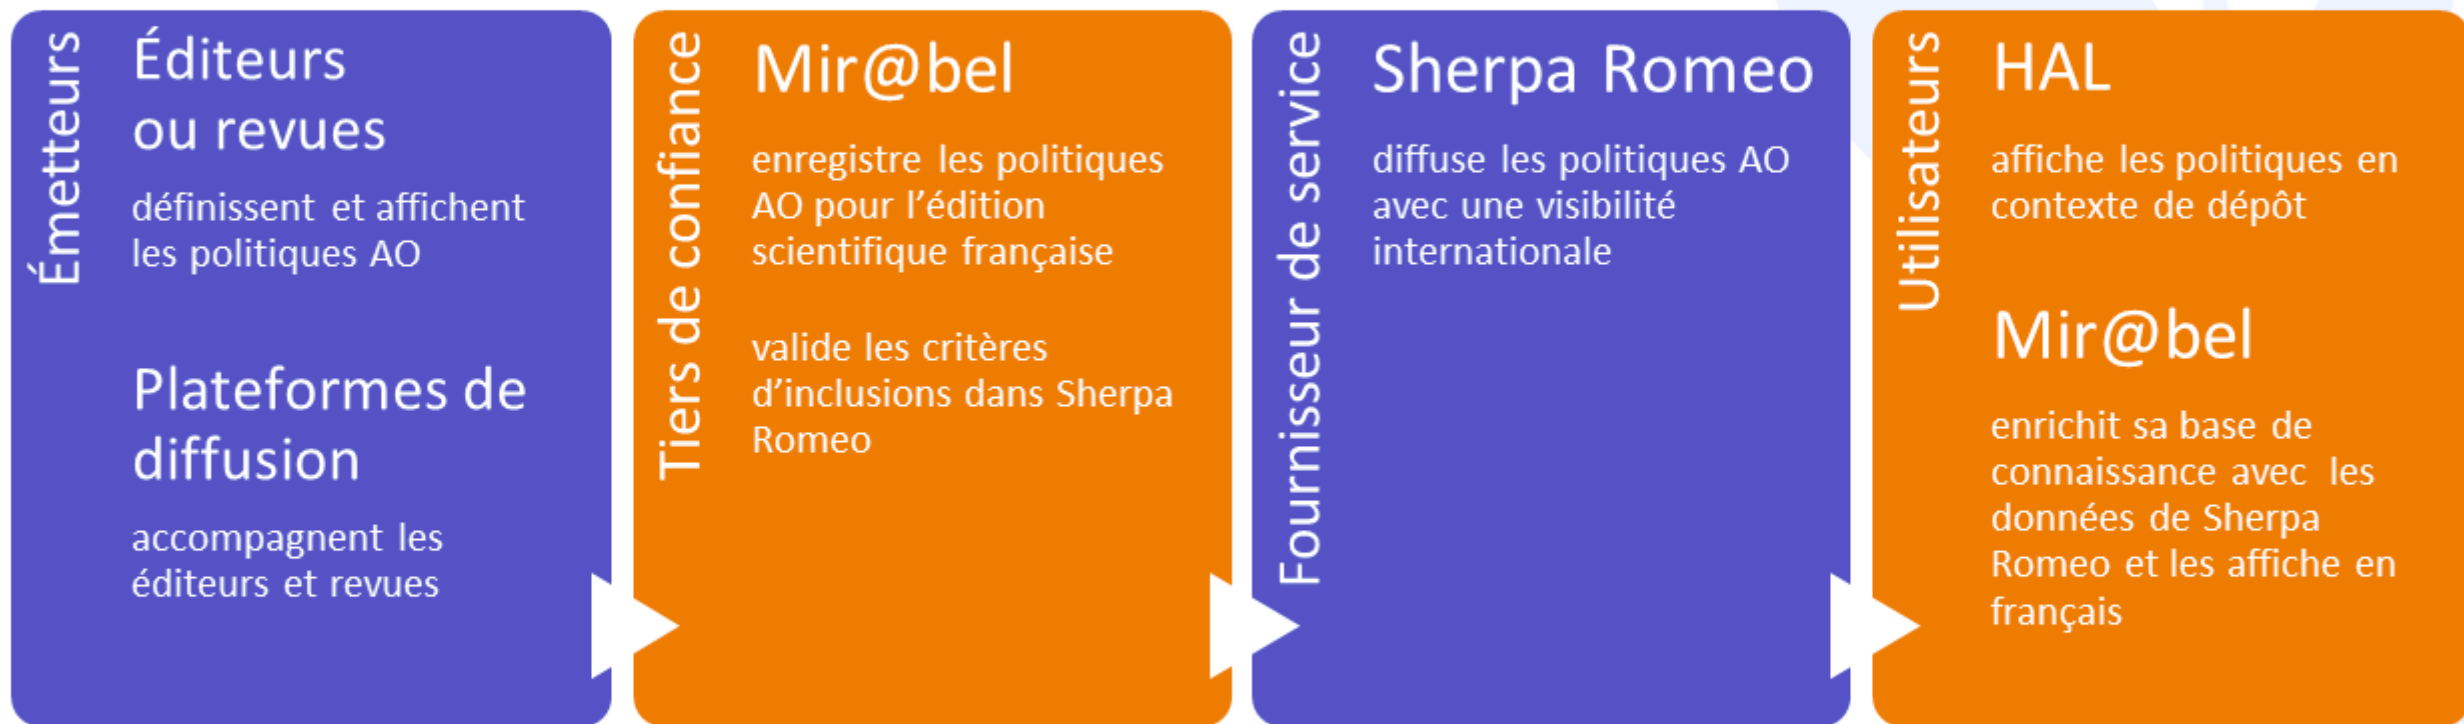 Émetteurs
Éditeurs
ou revues
définissent et affichent
les politiques AO
Plateformes de
diffusion
accompagnent les
éditeurs et revues
Tiers de confiance
Mir@bel
enregistre les politiques
AO pour l’édition
scientifique française
valide les critères
d’inclusions dans Sherpa
Romeo
Fournisseur de service
Sherpa Romeo
diffuse les politiques AO
avec une visibilité
internationale
Utilisateurs
HAL
affiche les politiques en
contexte de dépôt
Mir@bel
enrichit sa base de
connaissance avec les
données de Sherpa
Romeo et les affiche en
français